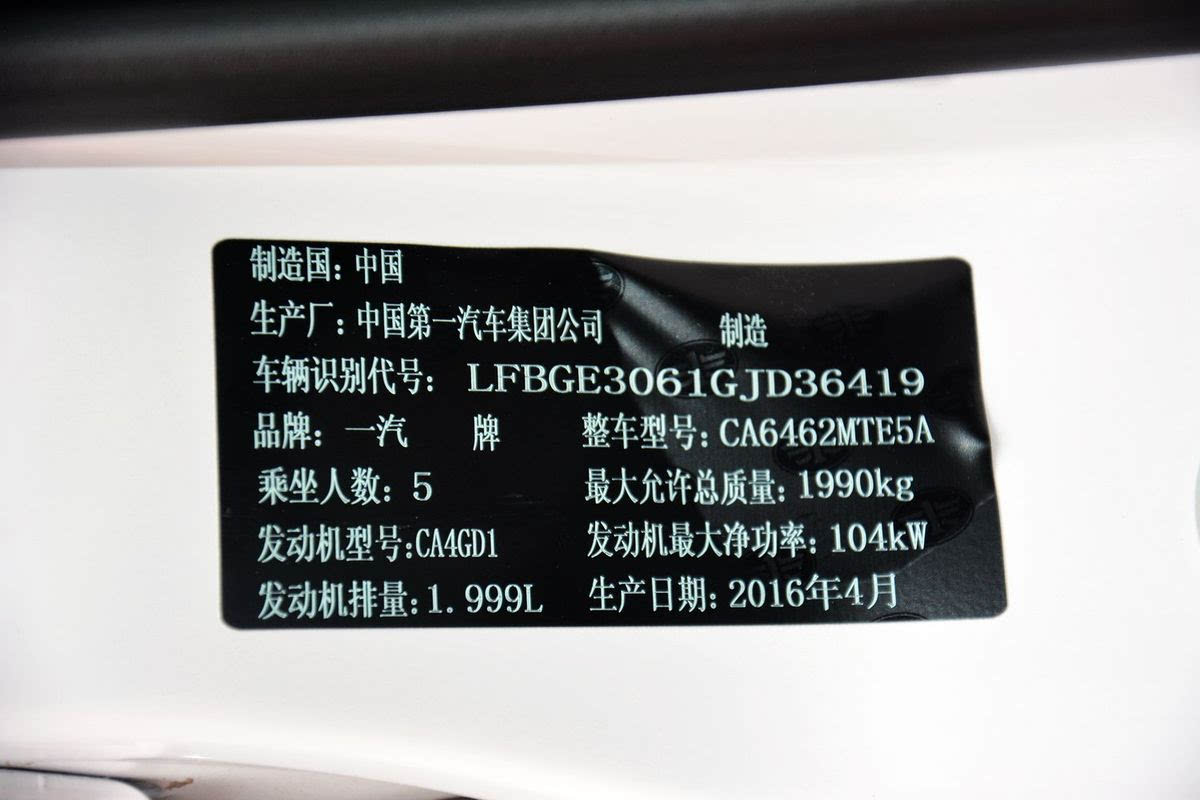 制造国：中国
生产厂：中国第一汽车集团公司 制造
车辆识别代号：LFBGE3061GJD36419
品牌：一汽 牌 整车型号：CA6462MTE5A
乘坐人数：5 最大允许总质量：1990kg
发动机型号：CA4GD1 发动机最大净功率：104kW
发动机排量：1.999L 生产日期：2016年4月